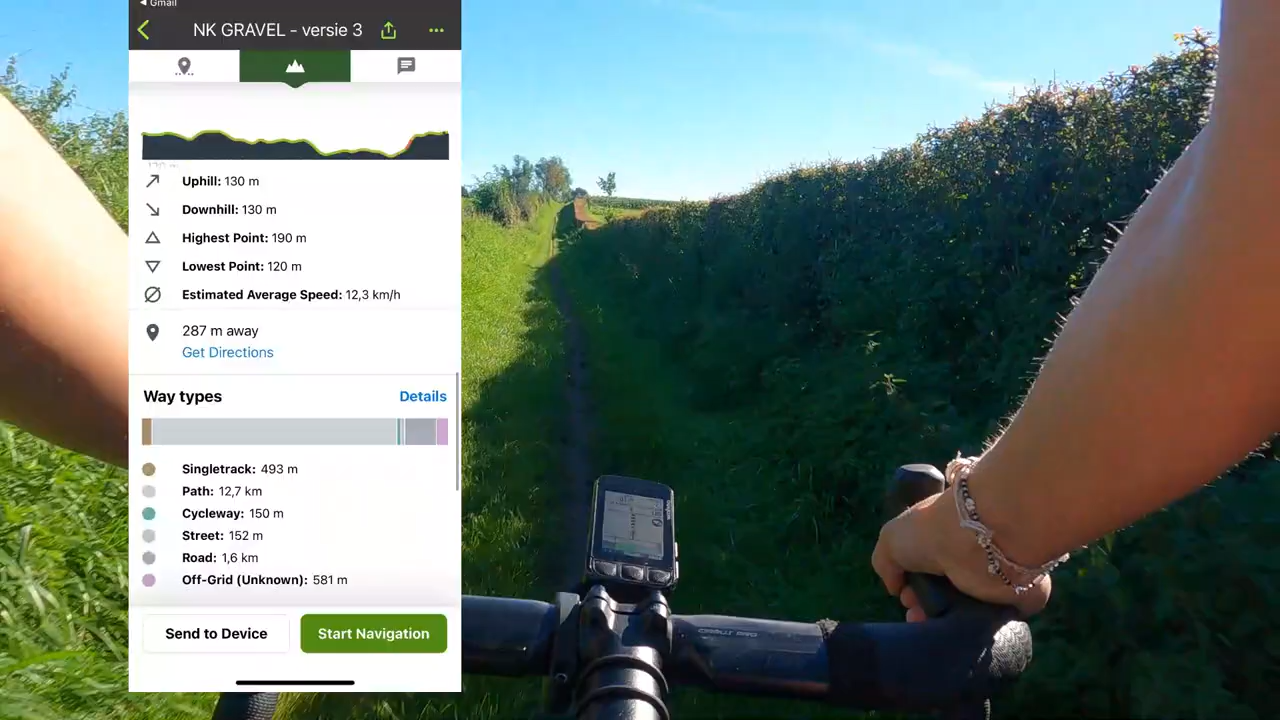 Gmail
NK GRAVEL - versie 3
Uphill: 130 m
Downhill: 130 m
Highest Point: 190 m
Lowest Point: 120 m
Estimated Average Speed: 12,3 km/h
287 m away
Get Directions
Way types
Details
Singletrack: 493 m
Path: 12,7 km
Cycleway: 150 m
Street: 152 m
Road: 1,6 km
Off-Grid (Unknown): 581 m
Send to Device
Start Navigation